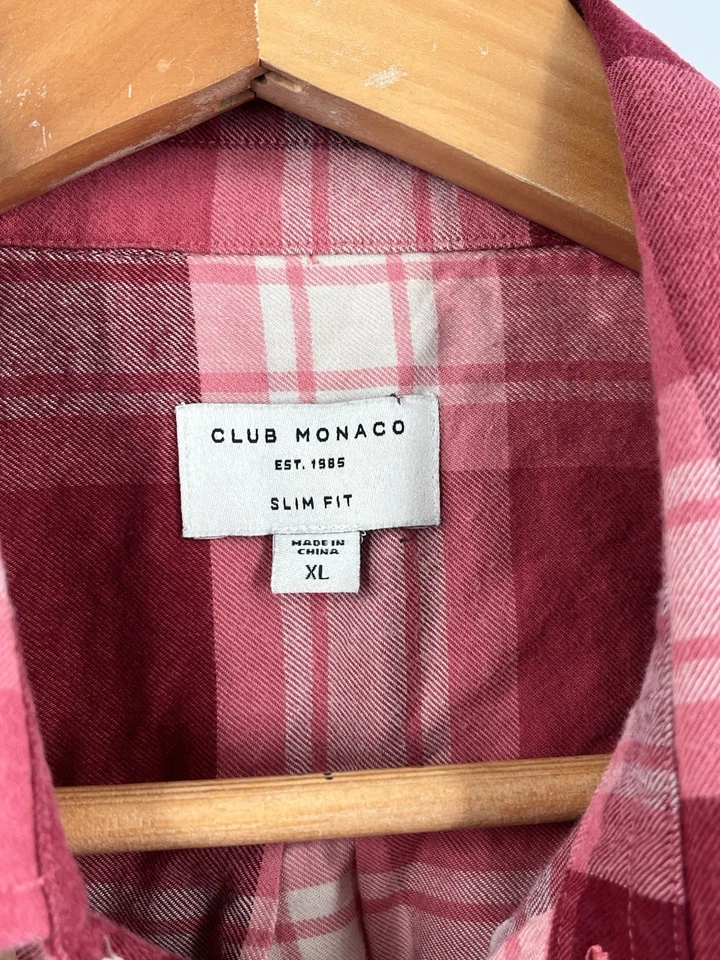 CLUB MONACO
EST. 1985
SLIM FIT
MADE IN
CHINA
XL